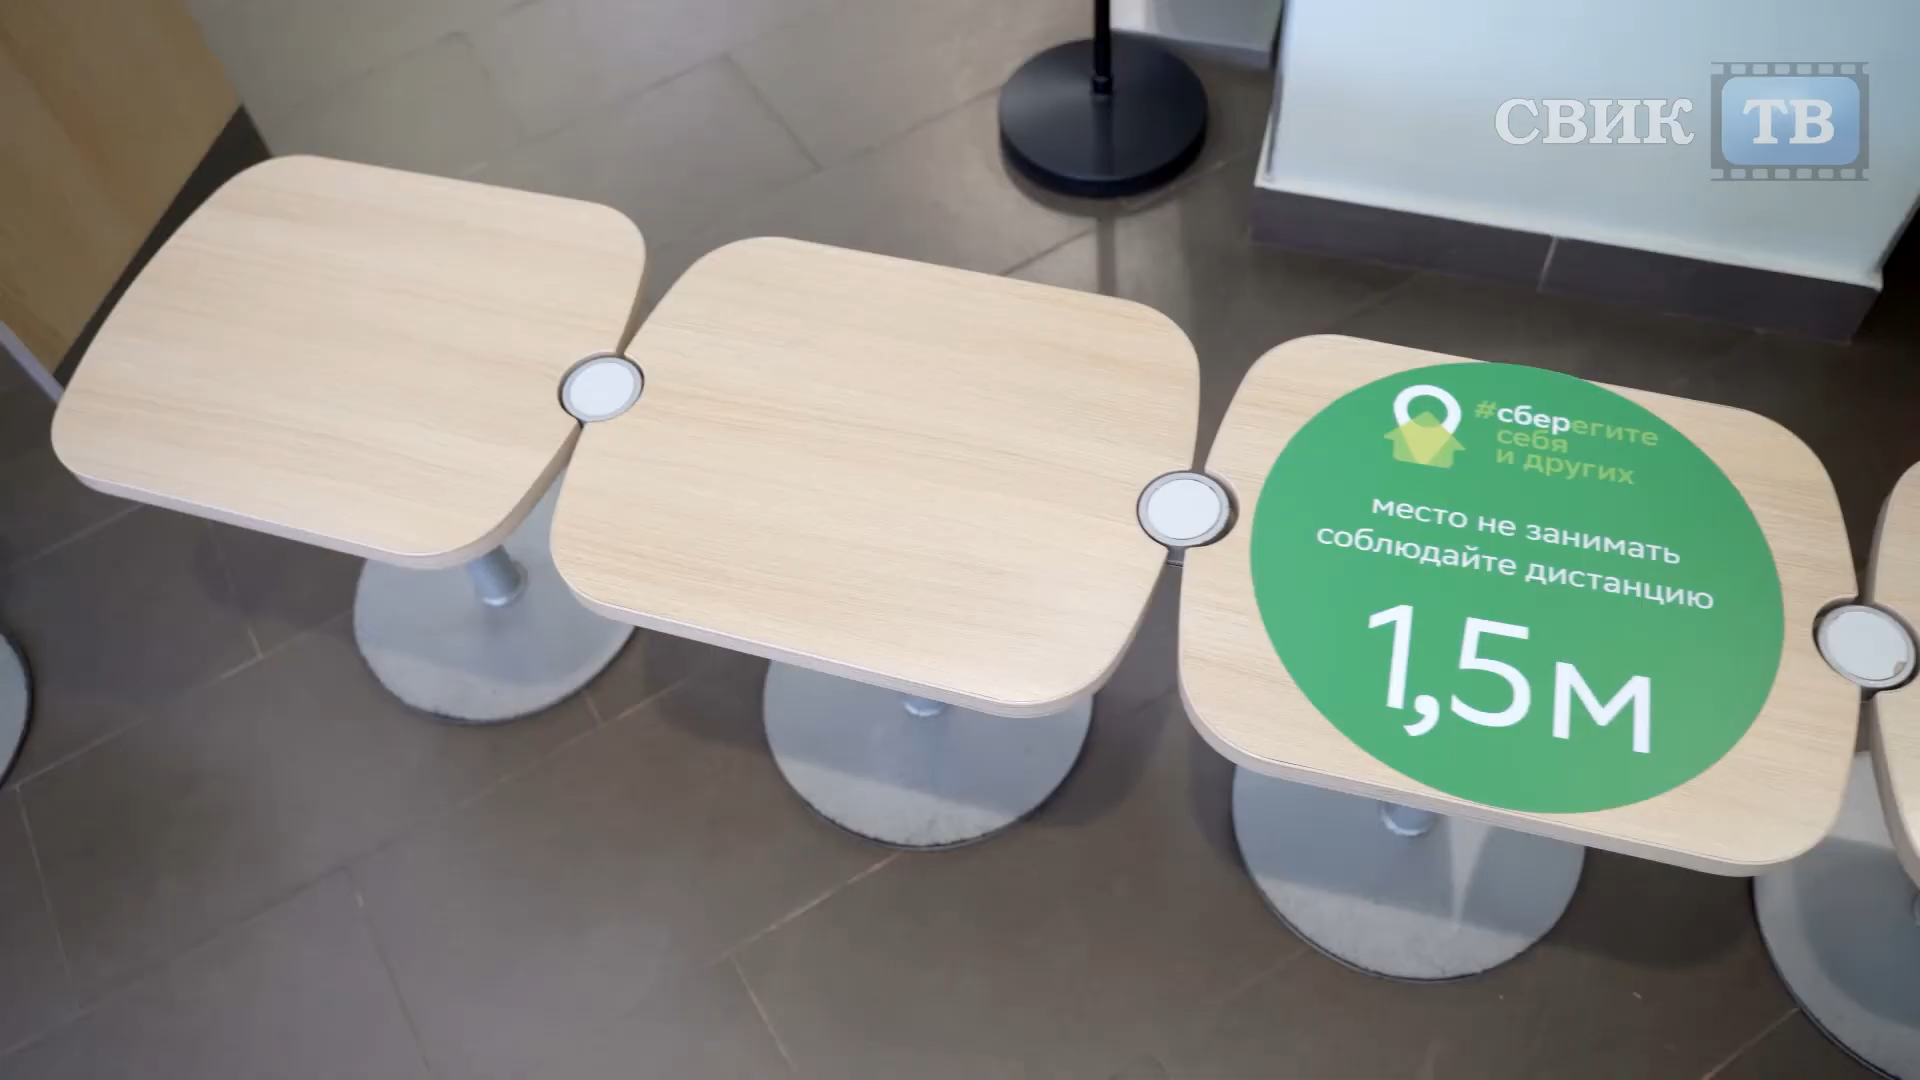 СВИК ТВ
#сберегите
себя
и других
место не занимать
соблюдайте дистанцию
1,5м